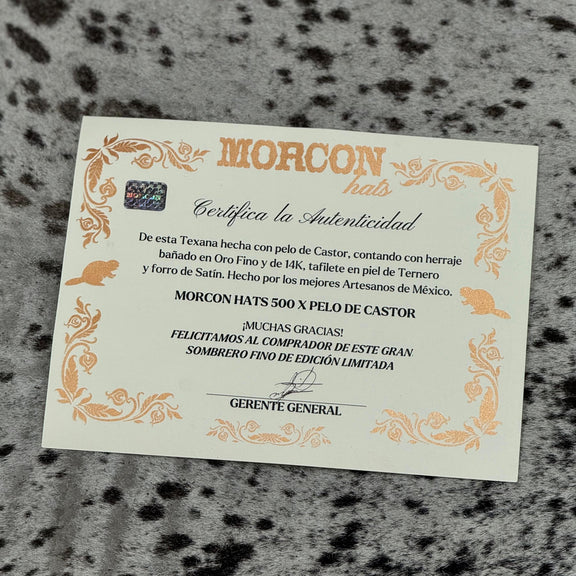 MORCON
hats
Certifica la Autenticidad
De esta Texana hecha con pelo de Castor, contando con herraje
bañado en Oro Fino y de 14K, tafilete en piel de Ternero
y forro de Satín. Hecho por los mejores Artesanos de México.
MORCON HATS 500 X PELO DE CASTOR
¡MUCHAS GRACIAS!
FELICITAMOS AL COMPRADOR DE ESTE GRAN
SOMBRERO FINO DE EDICIÓN LIMITADA
GERENTE GENERAL